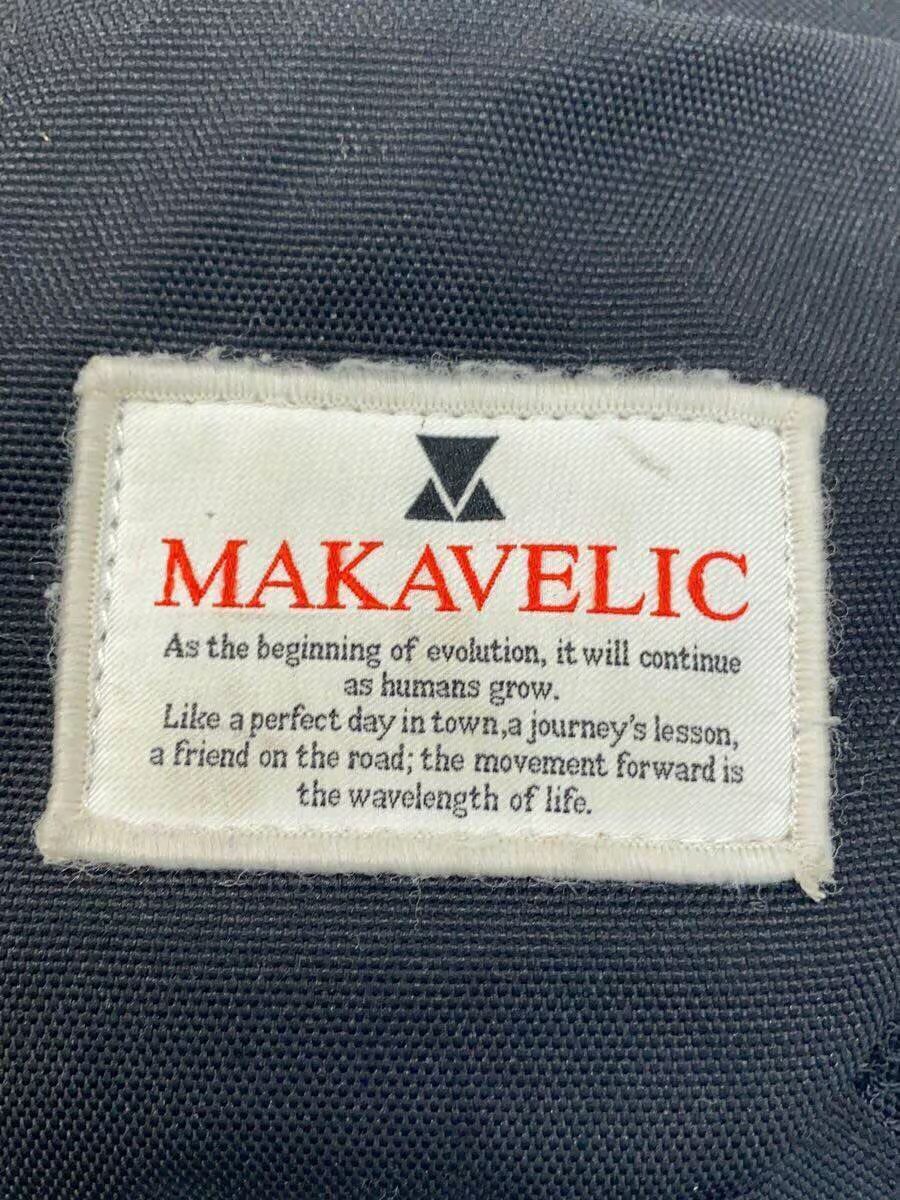 MAKAVELIC
As the beginning of evolution, it will continue
as humans grow.
Like a perfect day in town,a journey's lesson,
a friend on the road; the movement forward is
the wavelength of life.